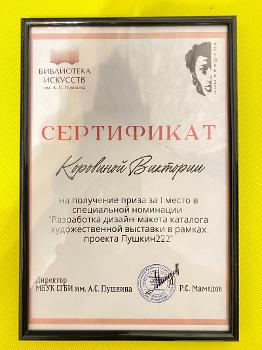 БИБЛИОТЕКА
ИСКУССТВ
им. А. С. Пушкина
СЕРТИФИКАТ
Коровиной Виктории
на получение приза за I место в
специальной номинации
"Разработка дизайн-макета каталога
художественной выставки в рамках
проекта Пушкин222"
Директор
МБУК СГБИ им. А.С. Пушкина
Р.С. Мамедов